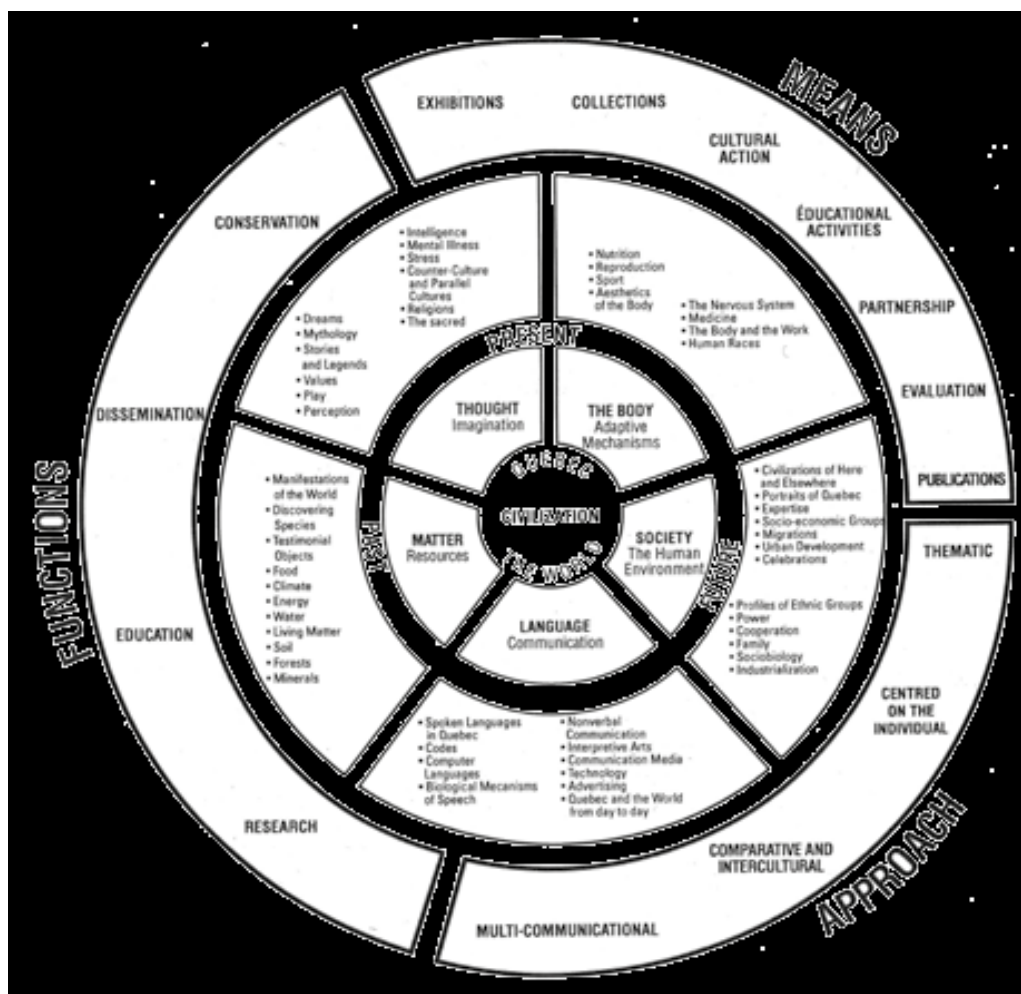 MEANS
EXHIBITIONS
COLLECTIONS
CULTURAL
ACTION
ÉDUCATIONAL
ACTIVITIES
PARTNERSHIP
EVALUATION
PUBLICATIONS
FUNCTIONS
CONSERVATION
DISSEMINATION
EDUCATION
RESEARCH
APPROACH
THEMATIC
CENTRED
ON THE
INDIVIDUAL
COMPARATIVE AND
INTERCULTURAL
MULTI-COMMUNICATIONAL
• Intelligence
• Mental Illness
• Stress
• Counter-Culture
and Parallel
Cultures
• Religions
• The sacred
• Dreams
• Mythology
• Stories
and Legends
• Values
• Play
• Perception
• Nutrition
• Reproduction
• Sport
• Aesthetics
of the Body
• The Nervous System
• Medicine
• The Body and the Work
• Human Races
• Manifestations
of the World
• Discovering
Species
• Testimonial
Objects
• Food
• Climate
• Energy
• Water
• Living Matter
• Soil
• Forests
• Minerals
• Civilizations of Here
and Elsewhere
• Portraits of Quebec
• Expertise
• Socio-economic Groups
• Migrations
• Urban Development
• Celebrations
• Profiles of Ethnic Groups
• Power
• Cooperation
• Family
• Sociobiology
• Industrialization
• Spoken Languages
in Quebec
• Codes
• Computer
Languages
• Biological Mecanisms
of Speech
• Nonverbal
Communication
• Interpretive Arts
• Communication Media
• Technology
• Advertising
• Quebec and the World
from day to day
PRESENT
PAST
FUTURE
THOUGHT
Imagination
THE BODY
Adaptive
Mechanisms
MATTER
Resources
SOCIETY
The Human
Environment
LANGUAGE
Communication
QUEBEC
CIVILIZATION
THE WORLD